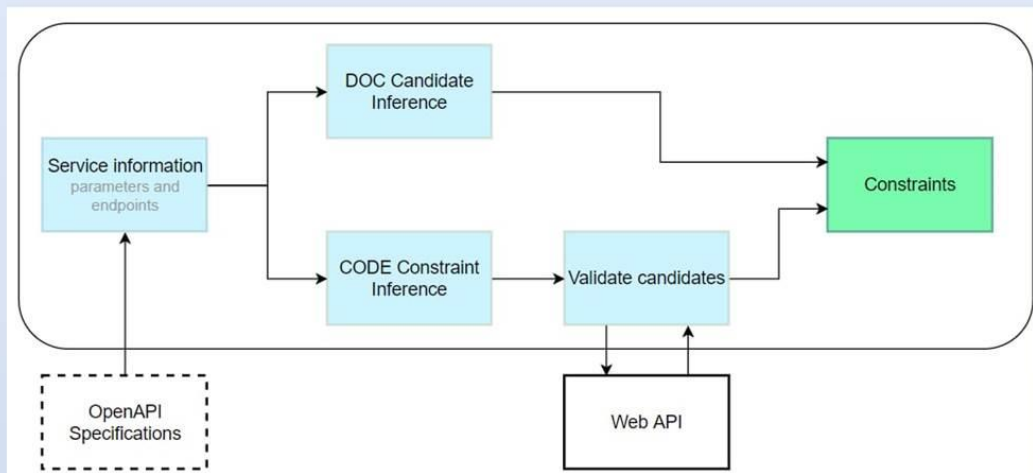 DOC Candidate
Inference
Service information
parameters and
endpoints
Constraints
CODE Constraint
Inference
Validate candidates
OpenAPI
Specifications
Web API